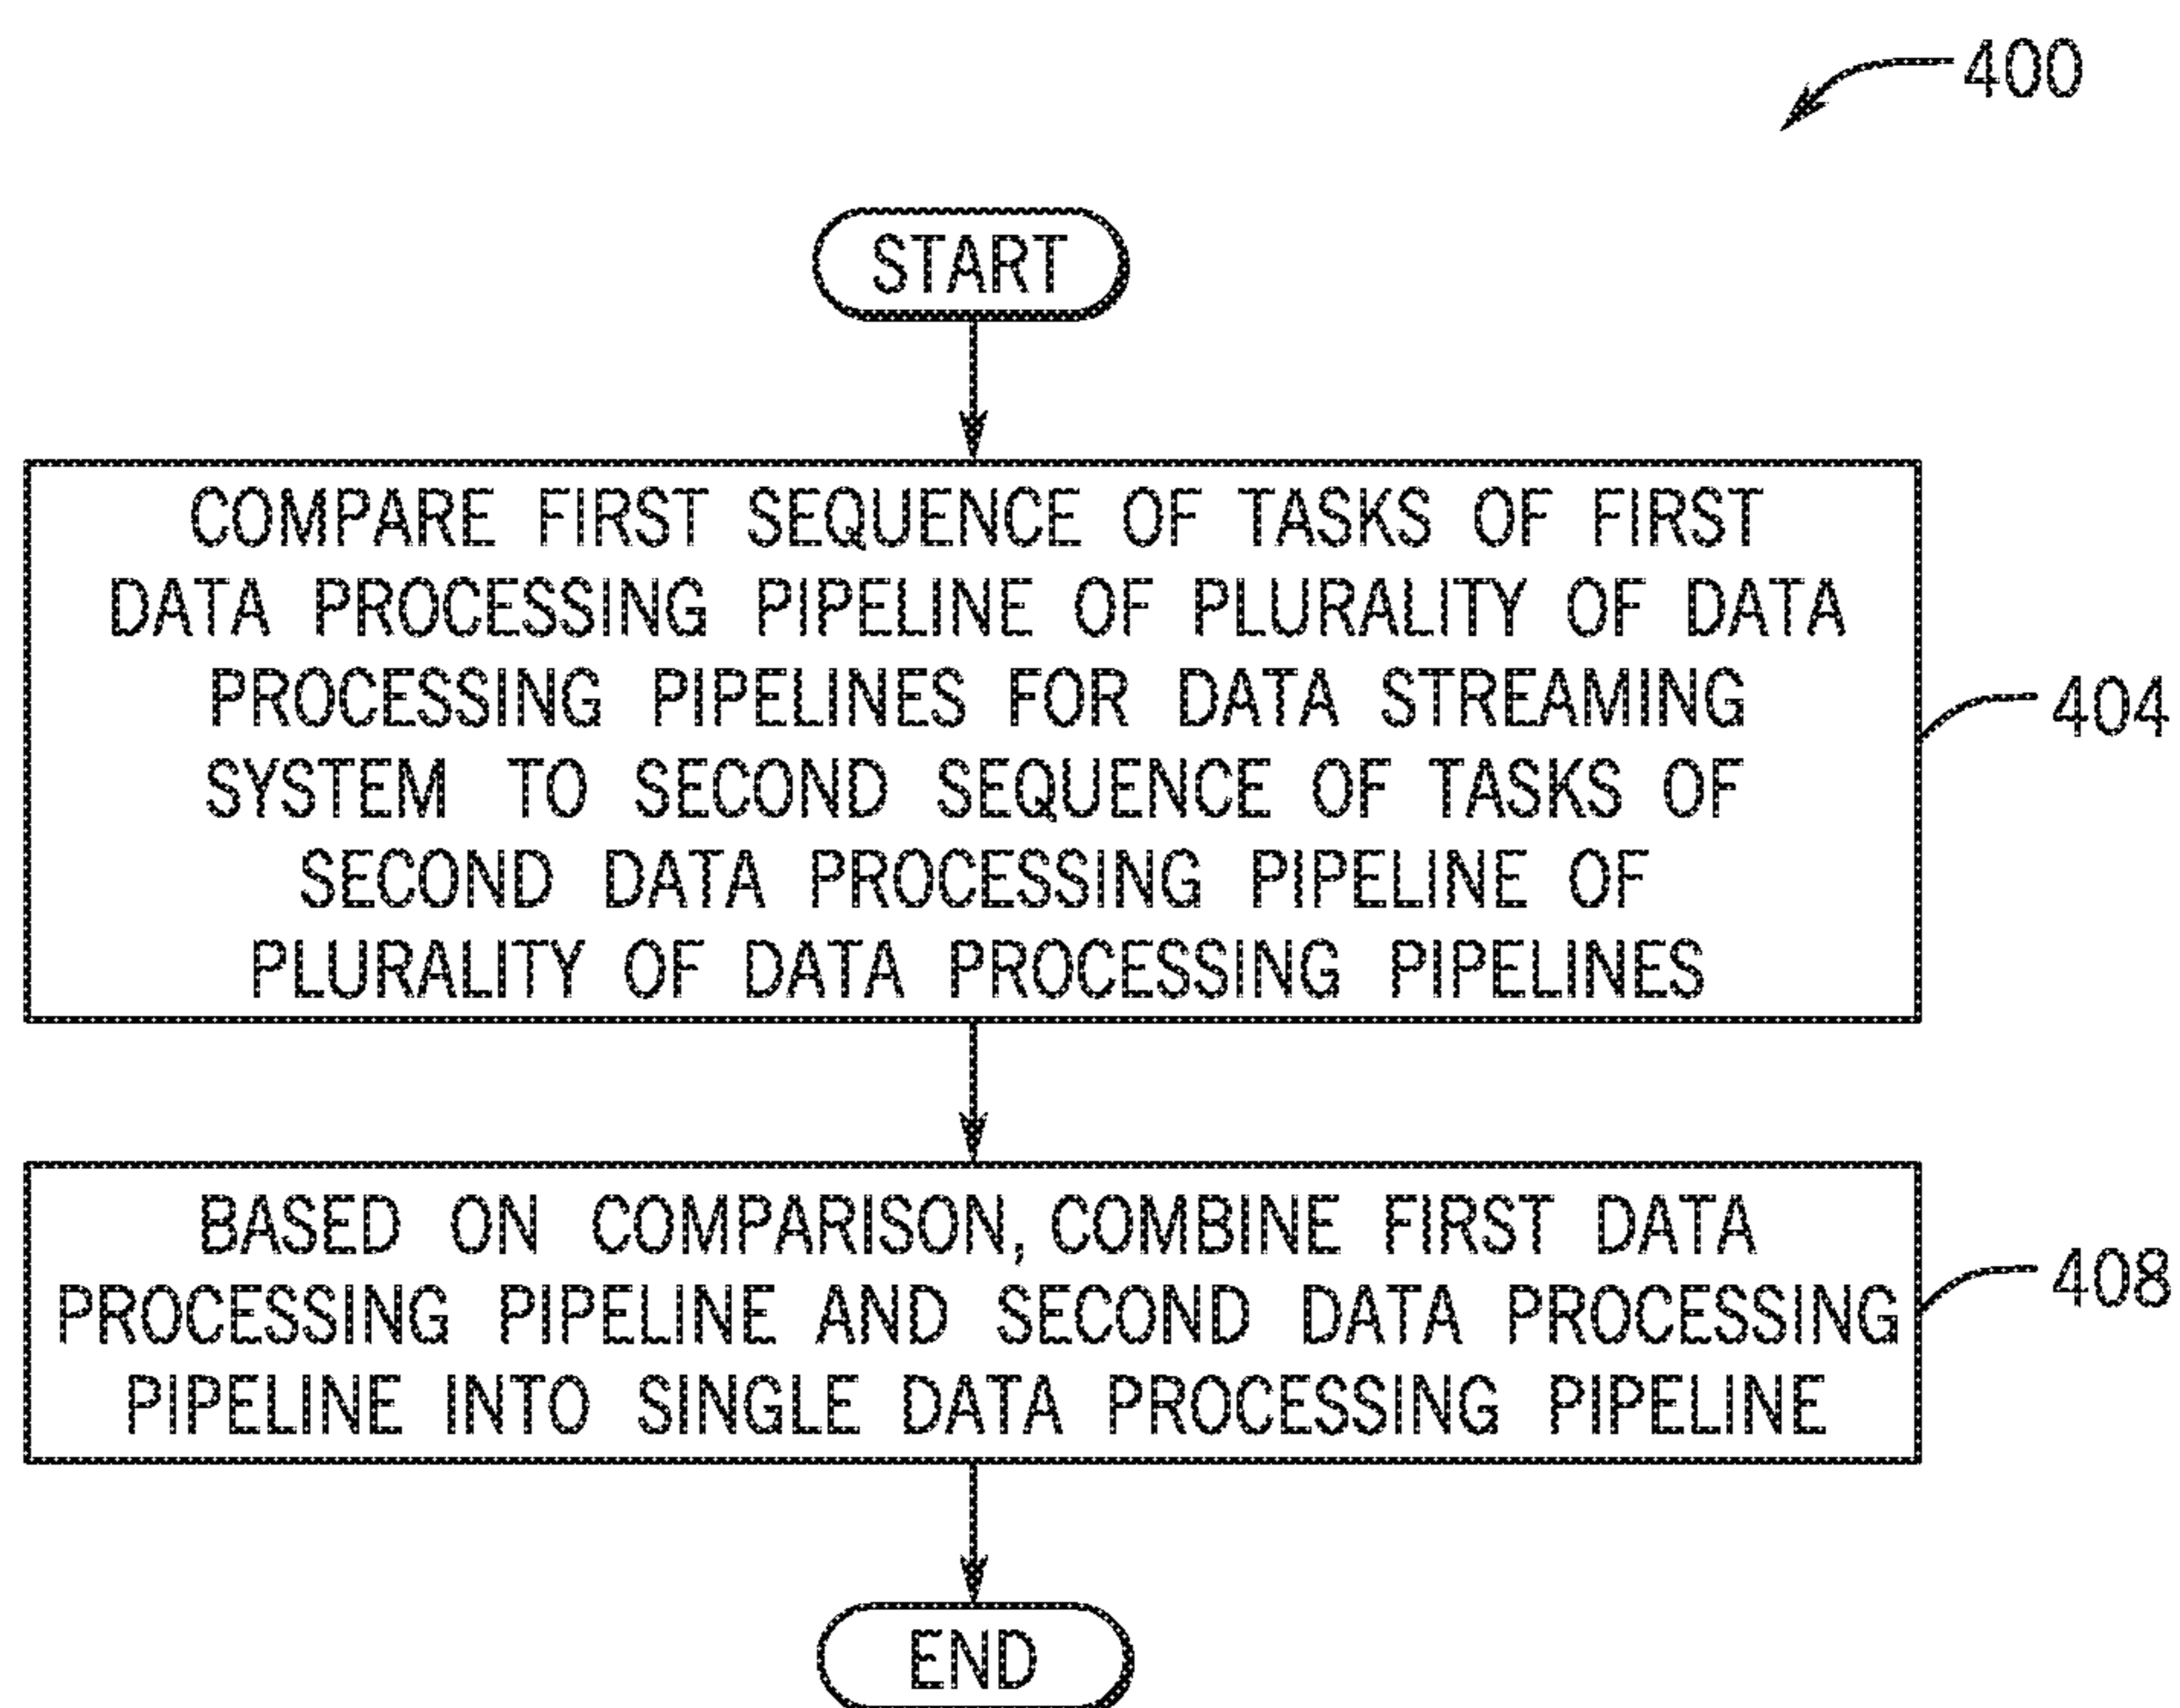 400
START
COMPARE FIRST SEQUENCE OF TASKS OF FIRST
DATA PROCESSING PIPELINE OF PLURALITY OF DATA
PROCESSING PIPELINES FOR DATA STREAMING
SYSTEM TO SECOND SEQUENCE OF TASKS OF
SECOND DATA PROCESSING PIPELINE OF
PLURALITY OF DATA PROCESSING PIPELINES
404
BASED ON COMPARISON, COMBINE FIRST DATA
PROCESSING PIPELINE AND SECOND DATA PROCESSING
PIPELINE INTO SINGLE DATA PROCESSING PIPELINE
408
END